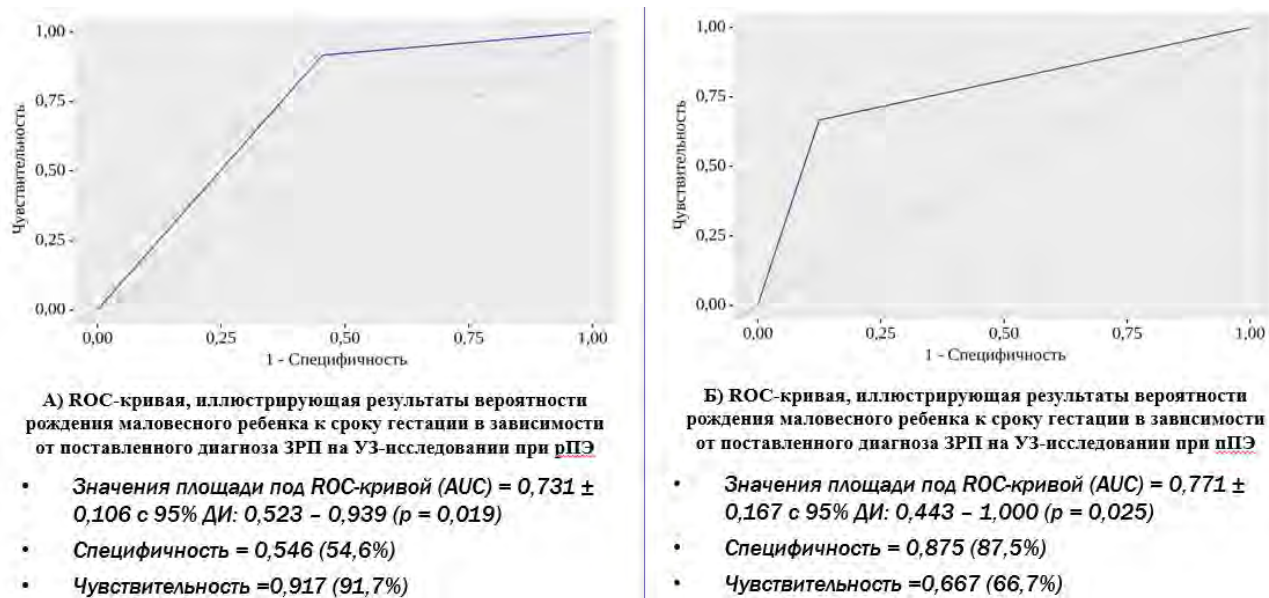 1,00
0,75
0,50
0,25
0,00
Чувствительность
0,00 0,25 0,50 0,75 1,00
1 - Специфичность
А) ROC-кривая, иллюстрирующая результаты вероятности
рождения маловесного ребенка к сроку гестации в зависимости
от поставленного диагноза ЗРП на УЗ-исследовании при рПЭ
• Значения площади под ROC-кривой (AUC) = 0,731 ±
0,106 с 95% ДИ: 0,523 – 0,939 (p = 0,019)
• Специфичность = 0,546 (54,6%)
• Чувствительность =0,917 (91,7%)
1,00
0,75
0,50
0,25
0,00
Чувствительность
0,00 0,25 0,50 0,75 1,00
1 - Специфичность
Б) ROC-кривая, иллюстрирующая результаты вероятности
рождения маловесного ребенка к сроку гестации в зависимости
от поставленного диагноза ЗРП на УЗ-исследовании при пПЭ
• Значения площади под ROC-кривой (AUC) = 0,771 ±
0,167 с 95% ДИ: 0,443 – 1,000 (p = 0,025)
• Специфичность = 0,875 (87,5%)
• Чувствительность =0,667 (66,7%)